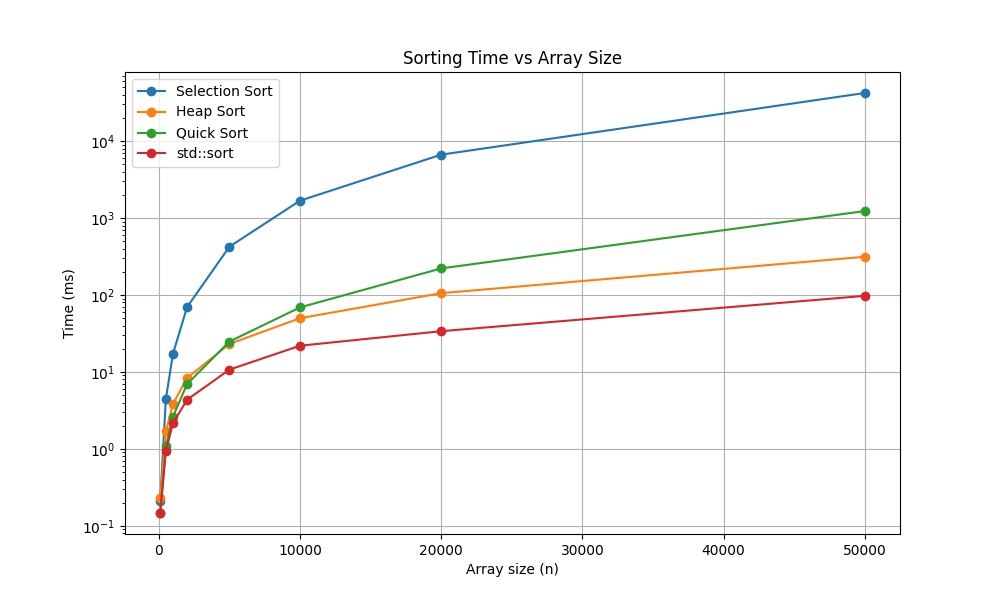 Sorting Time vs Array Size
Selection Sort
Heap Sort
Quick Sort
std::sort
Time (ms)
10⁴
10³
10²
10¹
10⁰
10⁻¹
0 10000 20000 30000 40000 50000
Array size (n)